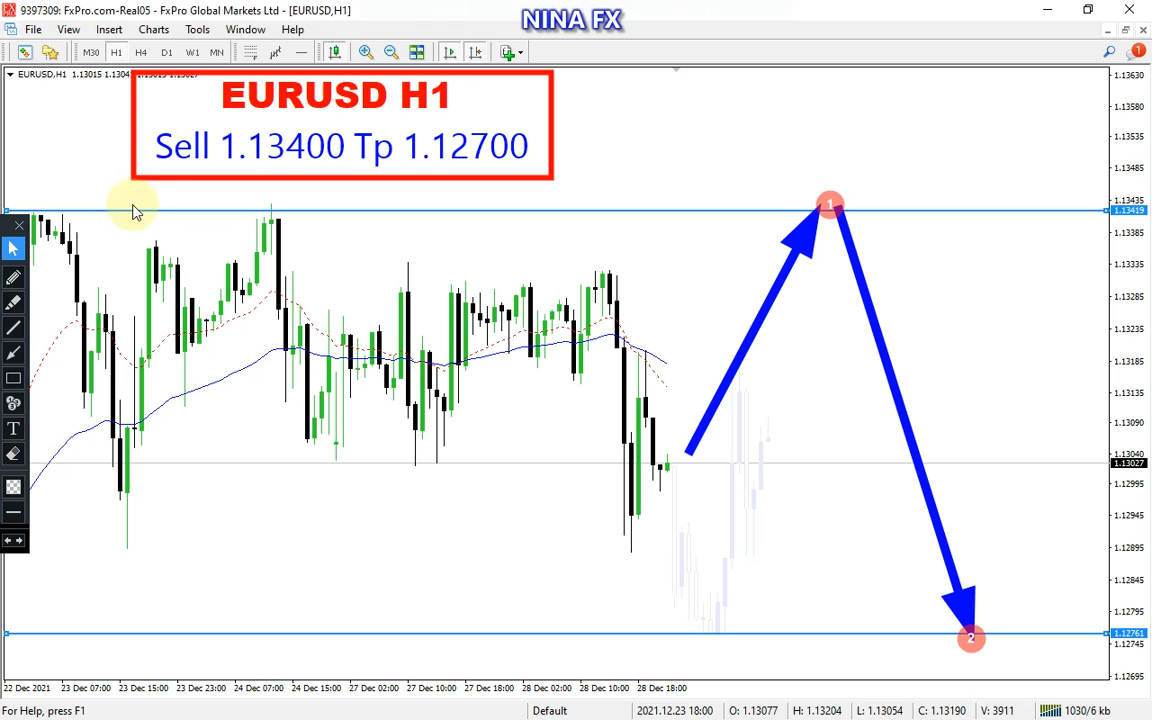 9397309: FxPro.com-Real05 - FxPro Global Markets Ltd - [EURUSD,H1]
NINA FX
File View Insert Charts Tools Window Help
M30 H1 H4 D1 W1 MN
1
EURUSD,H1 1.13015
EURUSD H1
Sell 1.13400 Tp 1.12700
1
2
T
1.13630
1.13580
1.13535
1.13485
1.13435
1.13419
1.13385
1.13335
1.13285
1.13235
1.13185
1.13135
1.13090
1.13040
1.13027
1.12995
1.12945
1.12895
1.12845
1.12795
1.12761
1.12745
1.12695
22 Dec 2021 23 Dec 07:00 23 Dec 15:00 23 Dec 23:00 24 Dec 07:00 24 Dec 15:00 27 Dec 02:00 27 Dec 10:00 27 Dec 18:00 28 Dec 02:00 28 Dec 10:00 28 Dec 18:00
For Help, press F1 Default 2021.12.23 18:00 O: 1.13077 H: 1.13204 L: 1.13054 C: 1.13190 V: 3911 1030/6 kb